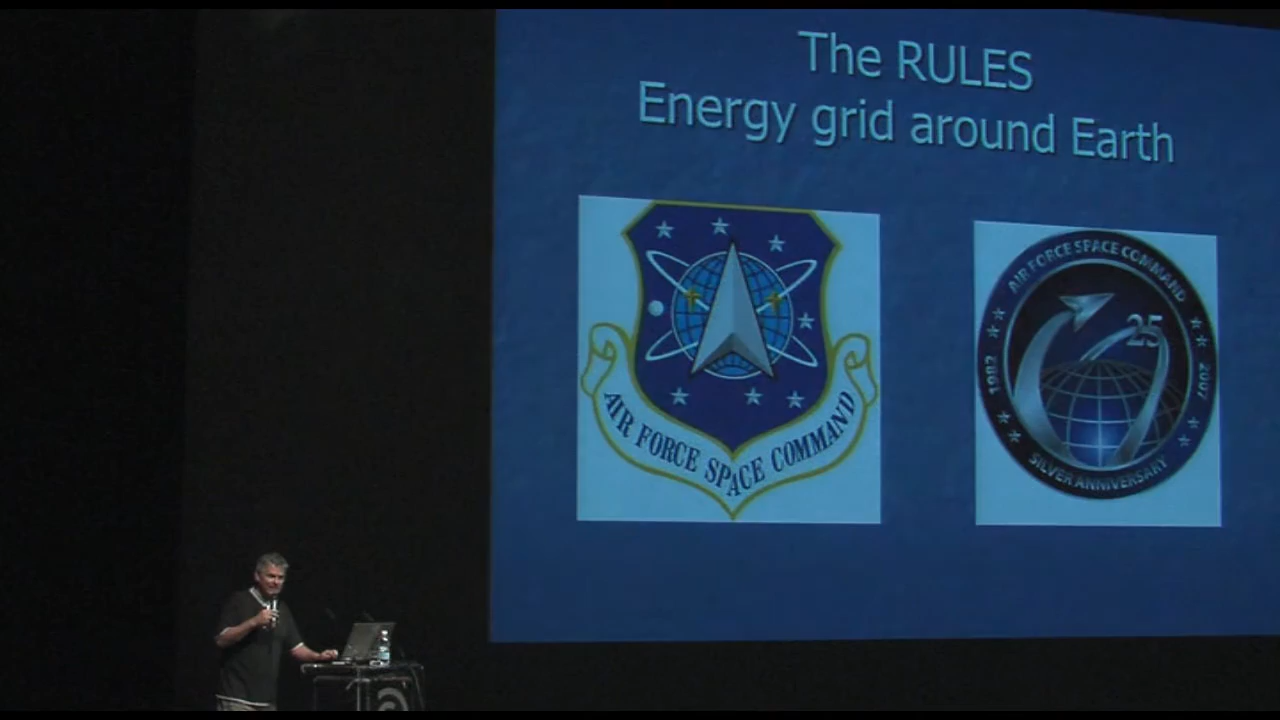 The RULES
Energy grid around Earth
AIR FORCE SPACE COMMAND
AIR FORCE SPACE COMMAND
25
1982
2007
SILVER ANNIVERSARY